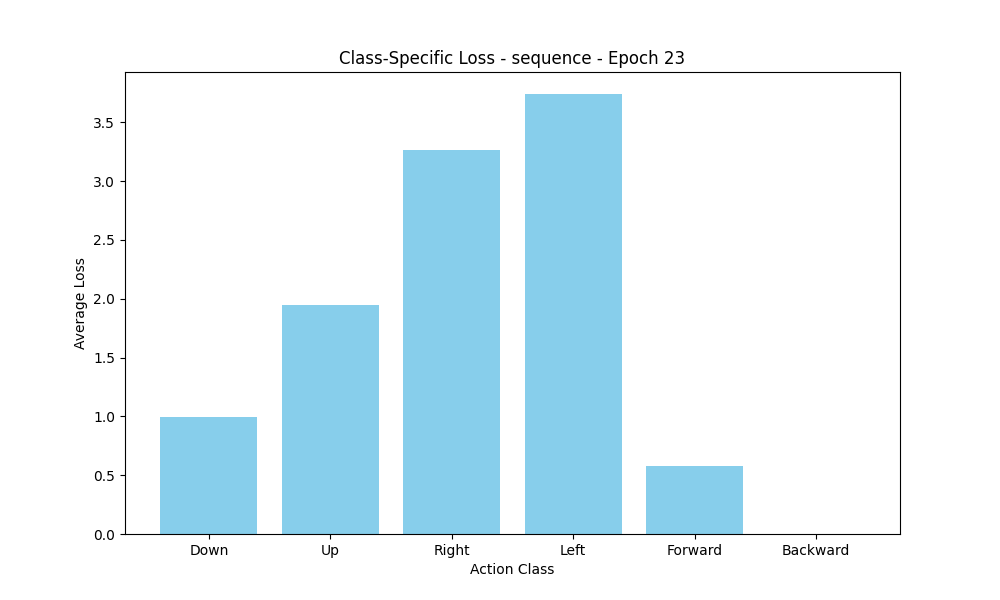 Class-Specific Loss - sequence - Epoch 23
Average Loss
3.5
3.0
2.5
2.0
1.5
1.0
0.5
0.0
Down Up Right Left Forward Backward
Action Class